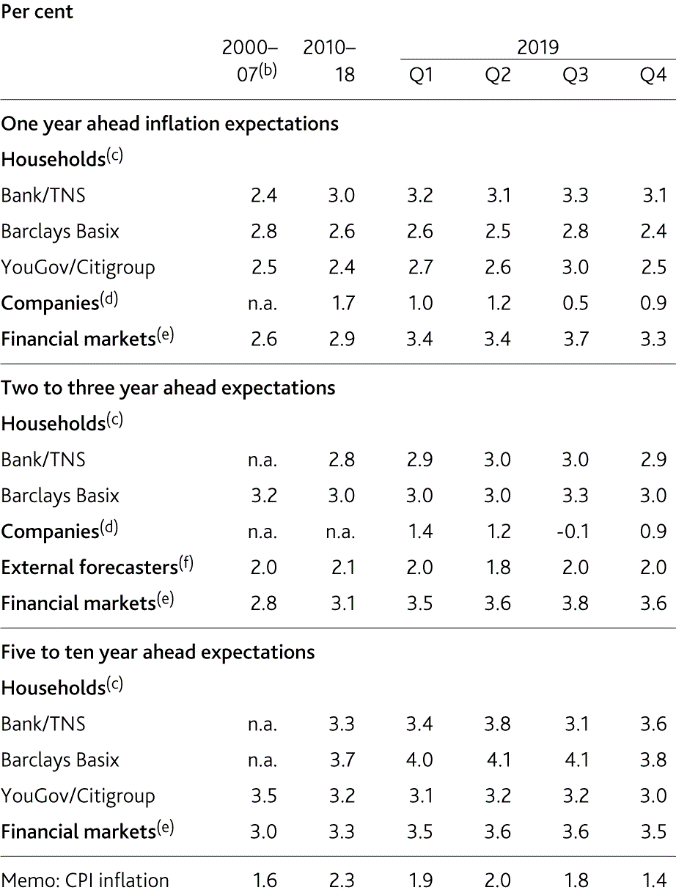 Per cent
2000– 2010– 2019
07(b) 18 Q1 Q2 Q3 Q4
One year ahead inflation expectations
Households(c)
Bank/TNS 2.4 3.0 3.2 3.1 3.3 3.1
Barclays Basix 2.8 2.6 2.6 2.5 2.8 2.4
YouGov/Citigroup 2.5 2.4 2.7 2.6 3.0 2.5
Companies(d) n.a. 1.7 1.0 1.2 0.5 0.9
Financial markets(e) 2.6 2.9 3.4 3.4 3.7 3.3
Two to three year ahead expectations
Households(c)
Bank/TNS n.a. 2.8 2.9 3.0 3.0 2.9
Barclays Basix 3.2 3.0 3.0 3.0 3.3 3.0
Companies(d) n.a. n.a. 1.4 1.2 -0.1 0.9
External forecasters(f) 2.0 2.1 2.0 1.8 2.0 2.0
Financial markets(e) 2.8 3.1 3.5 3.6 3.8 3.6
Five to ten year ahead expectations
Households(c)
Bank/TNS n.a. 3.3 3.4 3.8 3.1 3.6
Barclays Basix n.a. 3.7 4.0 4.1 4.1 3.8
YouGov/Citigroup 3.5 3.2 3.1 3.2 3.2 3.0
Financial markets(e) 3.0 3.3 3.5 3.6 3.6 3.5
Memo: CPI inflation 1.6 2.3 1.9 2.0 1.8 1.4